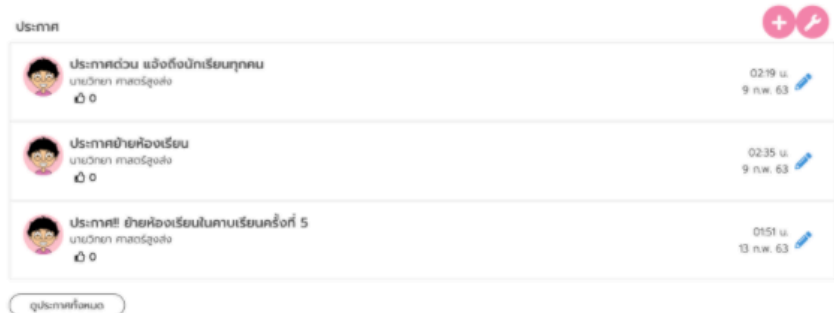 ประกาศ
ประกาศด่วน แจ้งถึงนักเรียนทุกคน
นายวิทยา ศาสตร์สูงส่ง
0
02:19 น.
9 ก.พ. 63
ประกาศย้ายห้องเรียน
นายวิทยา ศาสตร์สูงส่ง
0
02:35 น.
9 ก.พ. 63
ประกาศ!! ย้ายห้องเรียนในคาบเรียนครั้งที่ 5
นายวิทยา ศาสตร์สูงส่ง
0
01:51 น.
13 ก.พ. 63
ดูประกาศทั้งหมด